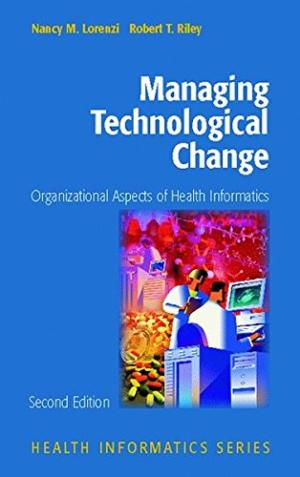 Nancy M. Lorenzi Robert T. Riley
Managing
Technological
Change
Organizational Aspects of Health Informatics
Second Edition
HEALTH INFORMATICS SERIES